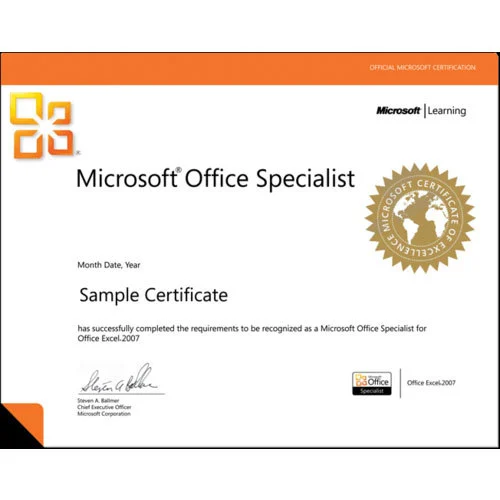 OFFICIAL MICROSOFT CERTIFICATION
Microsoft | Learning
Microsoft® Office Specialist
MICROSOFT CERTIFICATE OF EXCELLENCE
Month Date, Year
Sample Certificate
has successfully completed the requirements to be recognized as a Microsoft Office Specialist for
Office Excel® 2007
Steven A Ballmer
Steven A. Ballmer
Chief Executive Officer
Microsoft Corporation
Microsoft
Office
Specialist
Office Excel® 2007